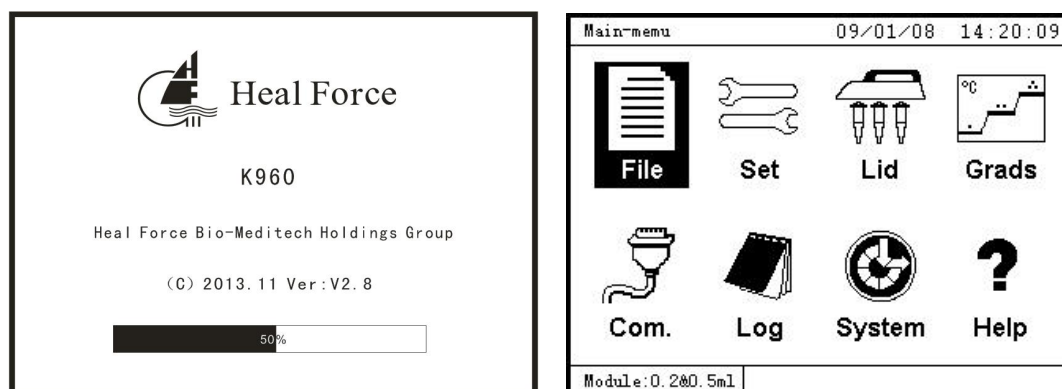 Heal Force
K960
Heal Force Bio-Meditech Holdings Group
(C) 2013.11 Ver:V2.8
50%
Main-memu 09/01/08 14:20:09
°C
File Set Lid Grads
Com. Log System Help
Module:0.2&0.5ml